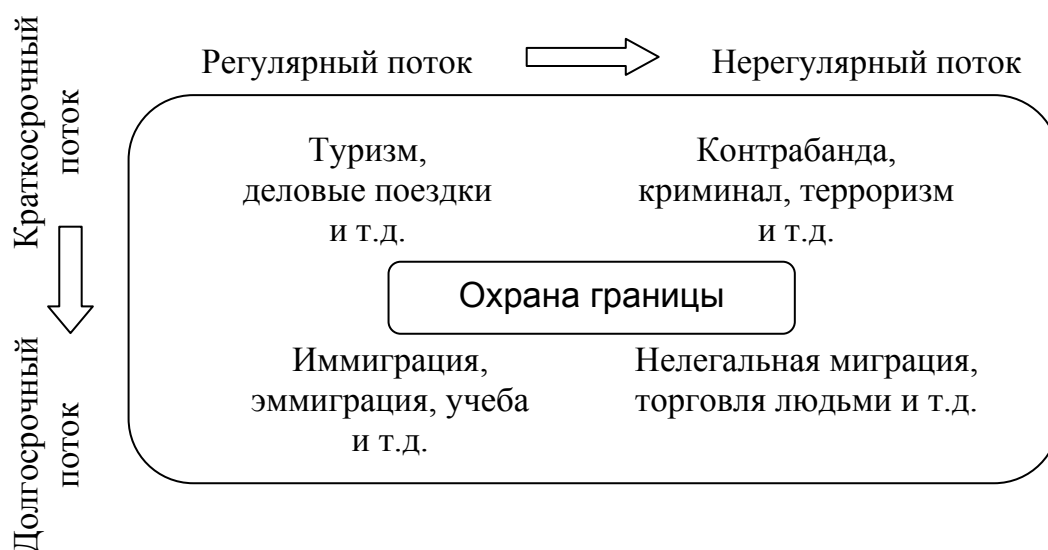 Регулярный поток
Нерегулярный поток
Краткосрочный
поток
Туризм,
деловые поездки
и т.д.
Контрабанда,
криминал, терроризм
и т.д.
Охрана границы
Долгосрочный
поток
Иммиграция,
эммиграция, учеба
и т.д.
Нелегальная миграция,
торговля людьми и т.д.